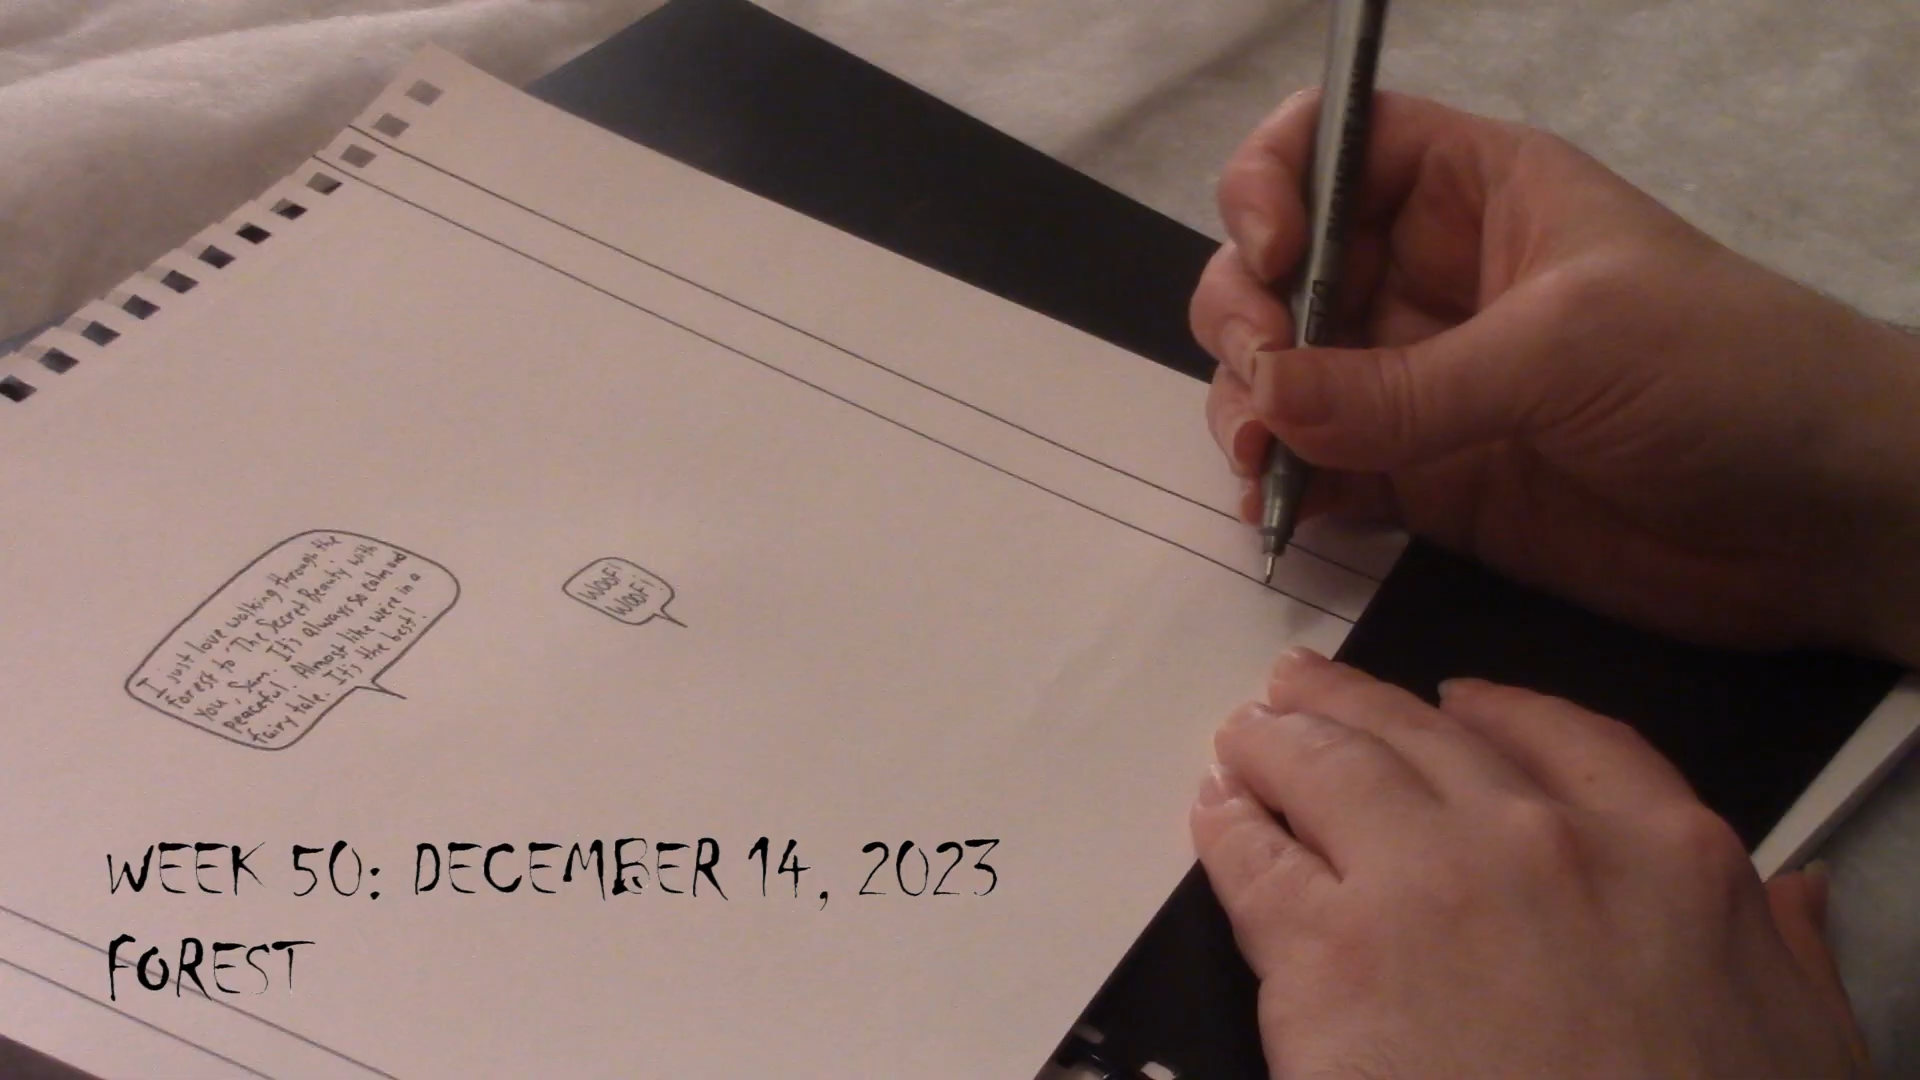 I just love walking through the
forest to "The Secret Beauty" with
you, Sam. It's always so calm and
peaceful. Almost like we're in a
fairy tale. It's the best!
WOOF!
WOOF!
WEEK 50: DECEMBER 14, 2023
FOREST